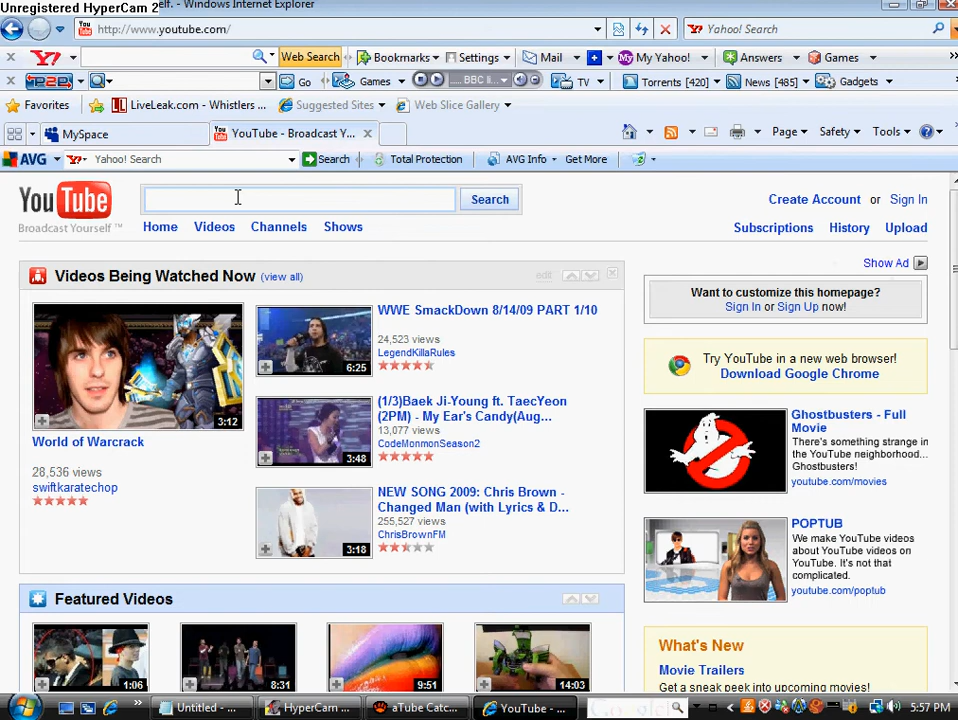 Unregistered HyperCam 2
elf. - Windows Internet Explorer
http://www.youtube.com/
Yahoo! Search
Web Search
Bookmarks
Settings
Mail
My Yahoo!
Answers
Games
P2P
Go
Games
.... BBC li...
TV
Torrents [420]
News [485]
Gadgets
Favorites
LiveLeak.com - Whistlers ...
Suggested Sites
Web Slice Gallery
MySpace
YouTube - Broadcast Y...
Page
Safety
Tools
AVG
Yahoo! Search
Search
Total Protection
AVG Info
Get More
YouTube
Broadcast Yourself ™
Search
Create Account or Sign In
Home
Videos
Channels
Shows
Subscriptions
History
Upload
Show Ad
Videos Being Watched Now (view all)
edit
3:12
World of Warcrack
28,536 views
swiftkaratechop
6:25
WWE SmackDown 8/14/09 PART 1/10
24,523 views
LegendKillaRules
3:48
(1/3)Baek Ji-Young ft. TaecYeon
(2PM) - My Ear's Candy(Aug...
13,077 views
CodeMonmonSeason2
3:18
NEW SONG 2009: Chris Brown -
Changed Man (with Lyrics & D...
255,527 views
ChrisBrownFM
Want to customize this homepage?
Sign In or Sign Up now!
Try YouTube in a new web browser!
Download Google Chrome
Ghostbusters - Full
Movie
There's something strange in
the YouTube neighborhood...
Ghostbusters!
youtube.com/movies
POPTUB
We make YouTube videos
about YouTube videos on
YouTube. It's not that
complicated.
youtube.com/poptub
Featured Videos
1:06
8:31
9:51
14:03
What's New
Movie Trailers
Get a sneak peek into upcoming movies!
Untitled - ...
HyperCam ...
aTube Catc...
YouTube - ...
5:57 PM